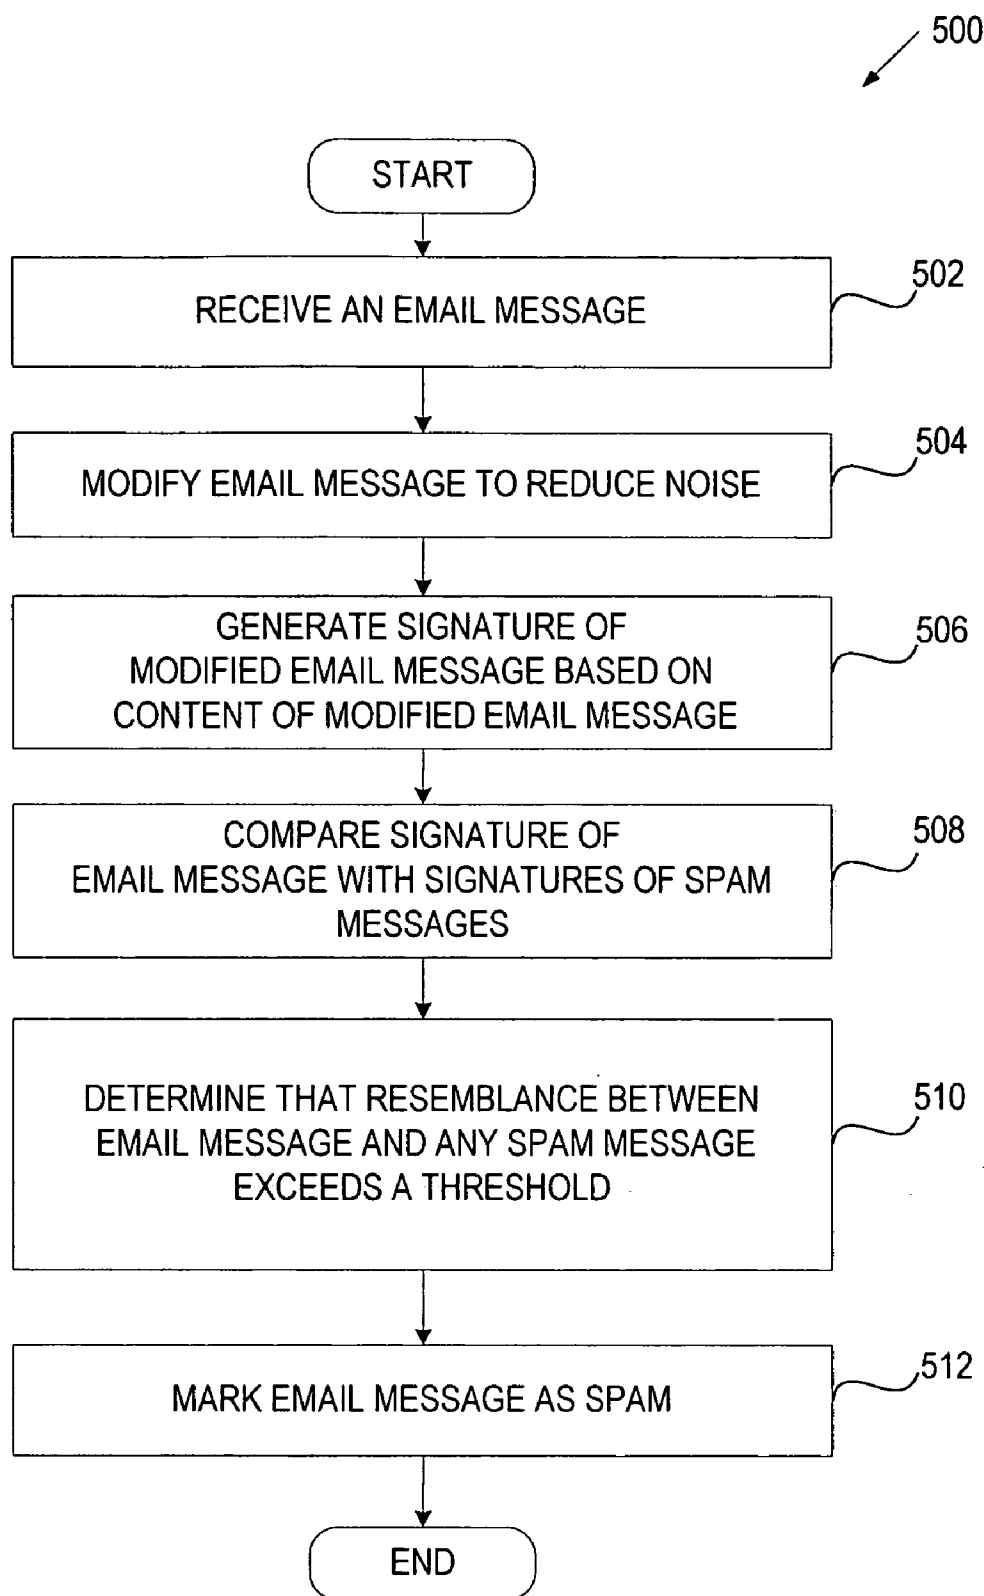 500
START
RECEIVE AN EMAIL MESSAGE
502
MODIFY EMAIL MESSAGE TO REDUCE NOISE
504
GENERATE SIGNATURE OF
MODIFIED EMAIL MESSAGE BASED ON
CONTENT OF MODIFIED EMAIL MESSAGE
506
COMPARE SIGNATURE OF
EMAIL MESSAGE WITH SIGNATURES OF SPAM
MESSAGES
508
DETERMINE THAT RESEMBLANCE BETWEEN
EMAIL MESSAGE AND ANY SPAM MESSAGE
EXCEEDS A THRESHOLD
510
MARK EMAIL MESSAGE AS SPAM
512
END